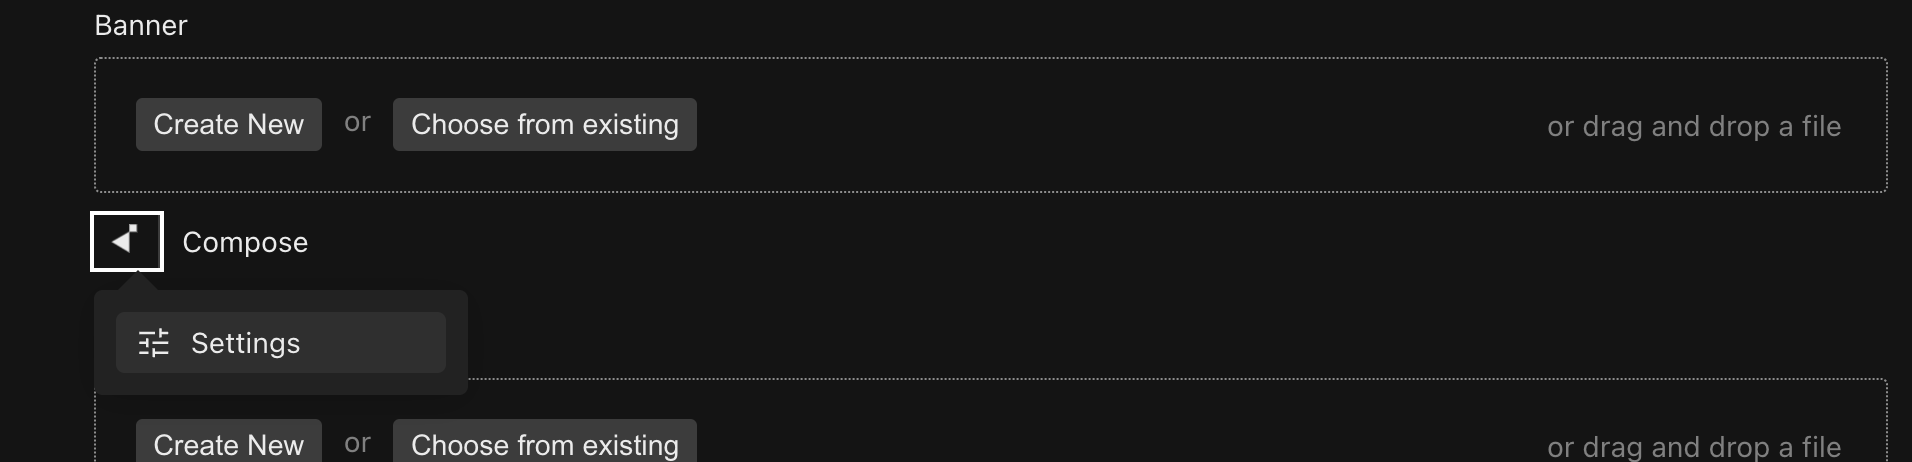 Banner
Create New or Choose from existing or drag and drop a file
Compose
Settings
Create New or Choose from existing or drag and drop a file